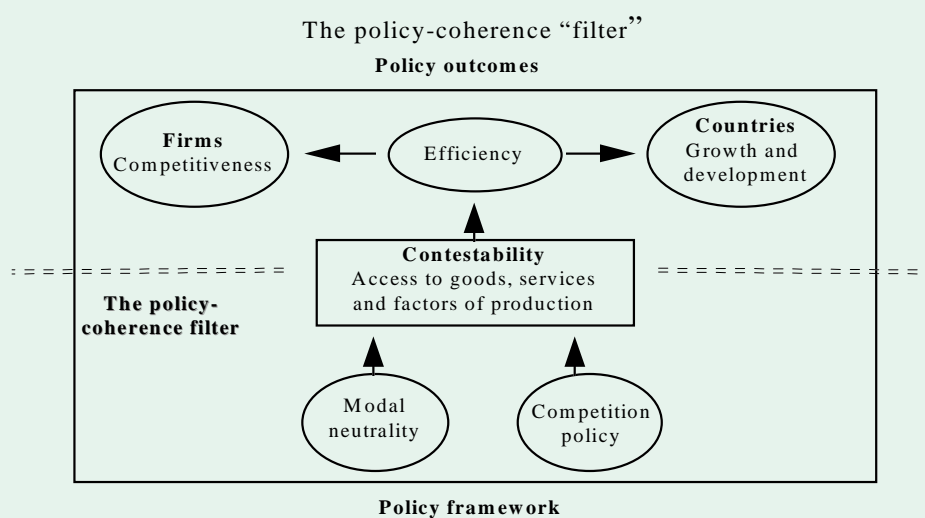 The policy-coherence “filter”
Policy outcomes
Firms
Competitiveness
Efficiency
Countries
Growth and
development
Contestability
Access to goods, services
and factors of production
The policy-
coherence filter
Modal
neutrality
Competition
policy
Policy framework